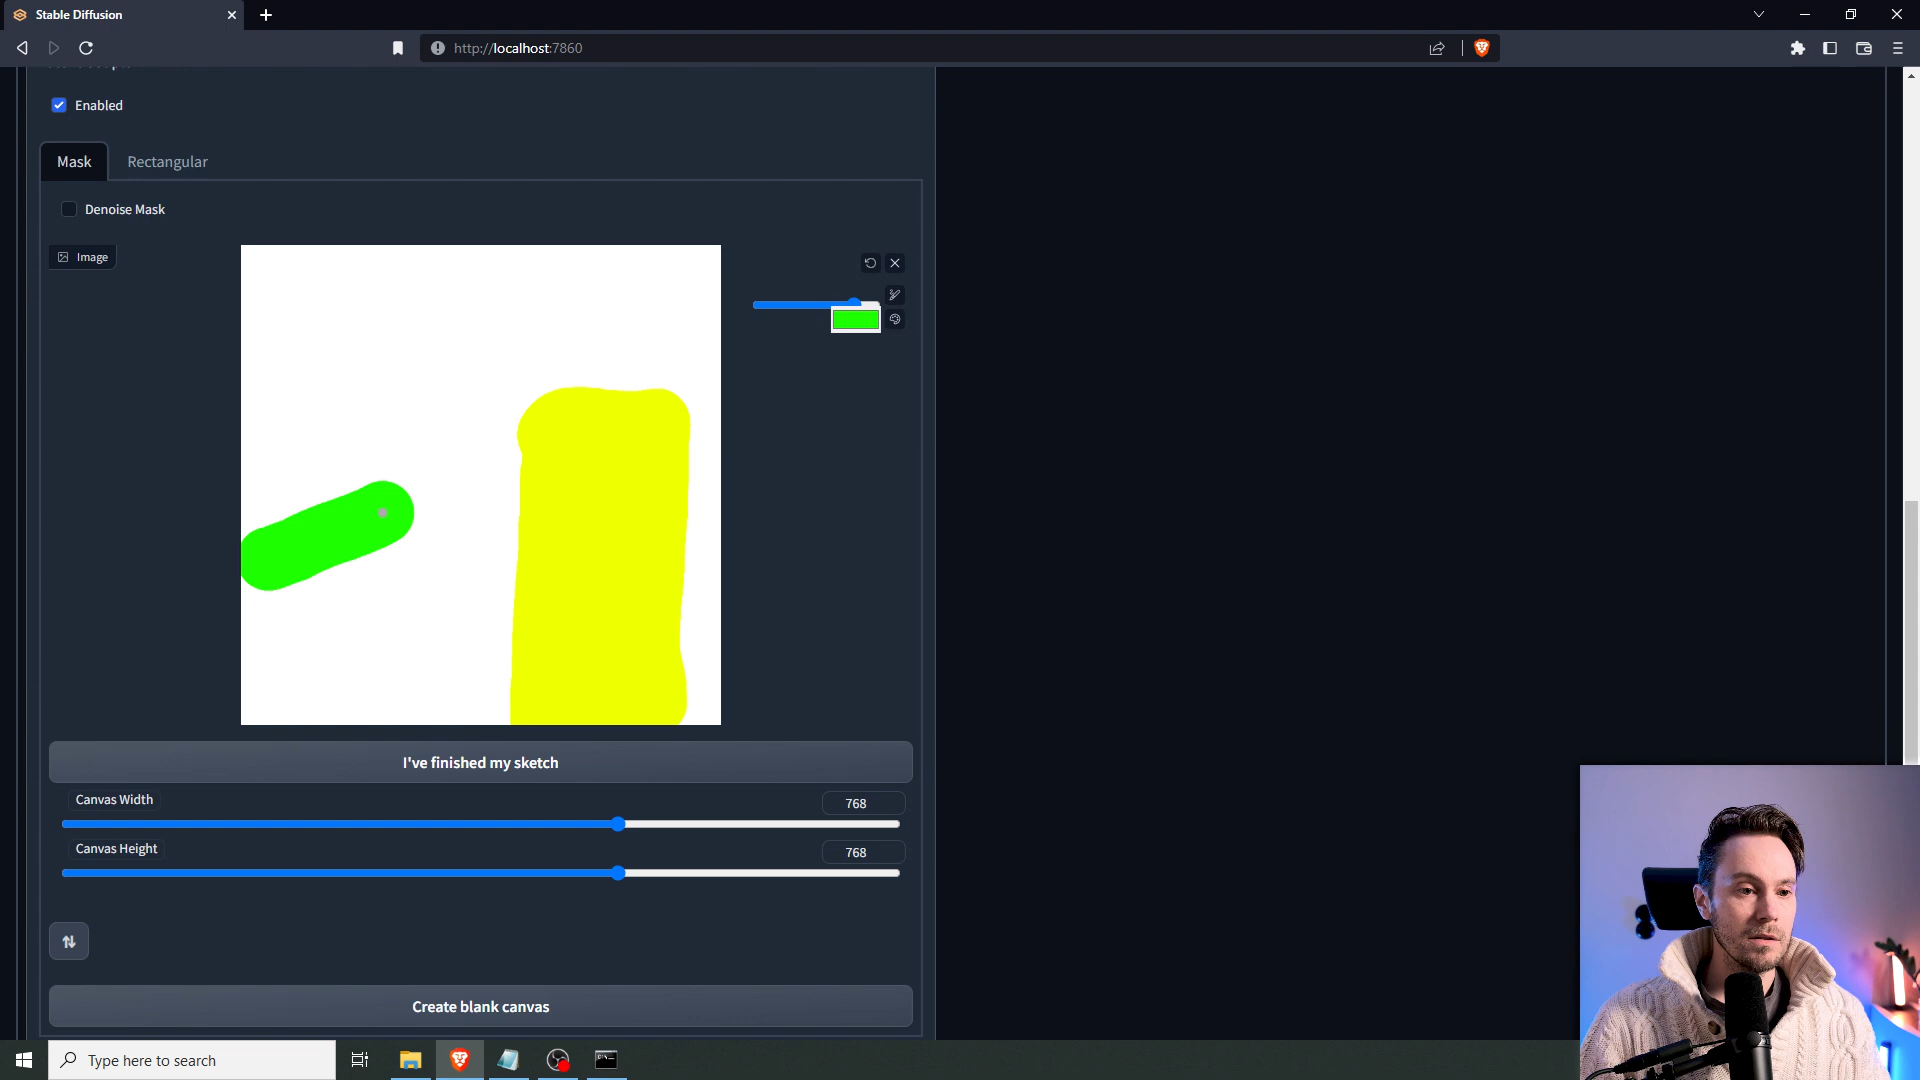 Stable Diffusion
http://localhost:7860
Enabled
Mask
Rectangular
Denoise Mask
Image
I've finished my sketch
Canvas Width
768
Canvas Height
768
Create blank canvas
Type here to search